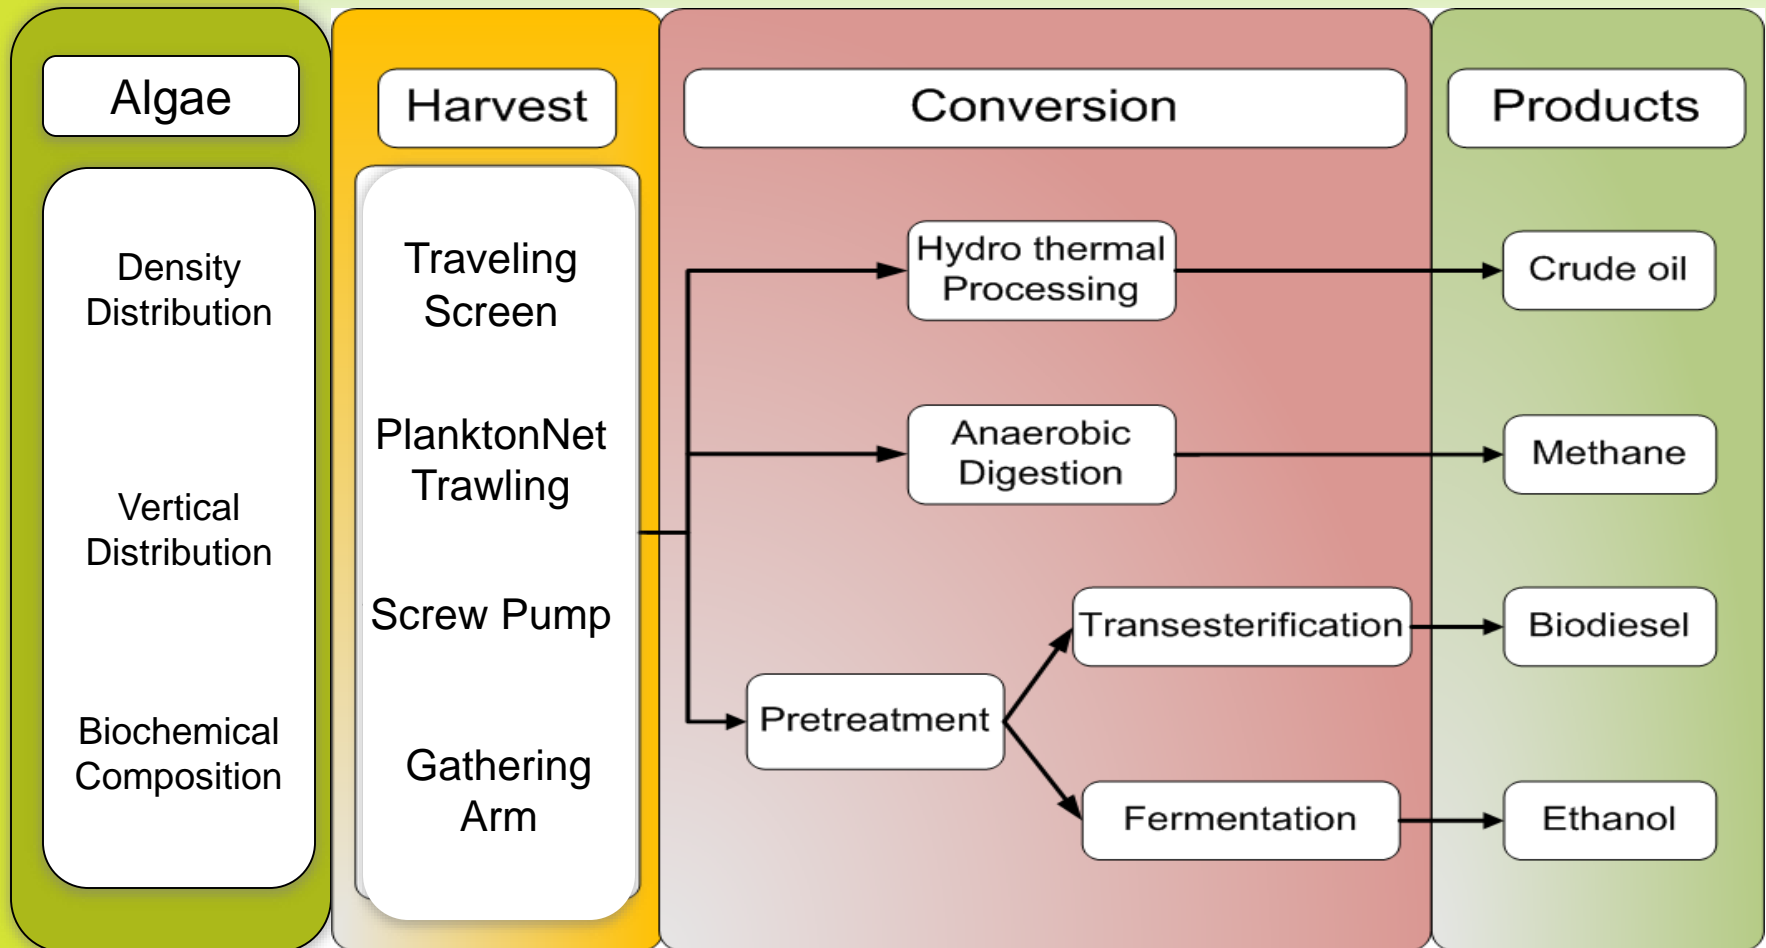 Algae
Density
Distribution
Vertical
Distribution
Biochemical
Composition
Harvest
Traveling
Screen
PlanktonNet
Trawling
Screw Pump
Gathering
Arm
Conversion
Hydro thermal
Processing
Anaerobic
Digestion
Pretreatment
Transesterification
Fermentation
Products
Crude oil
Methane
Biodiesel
Ethanol